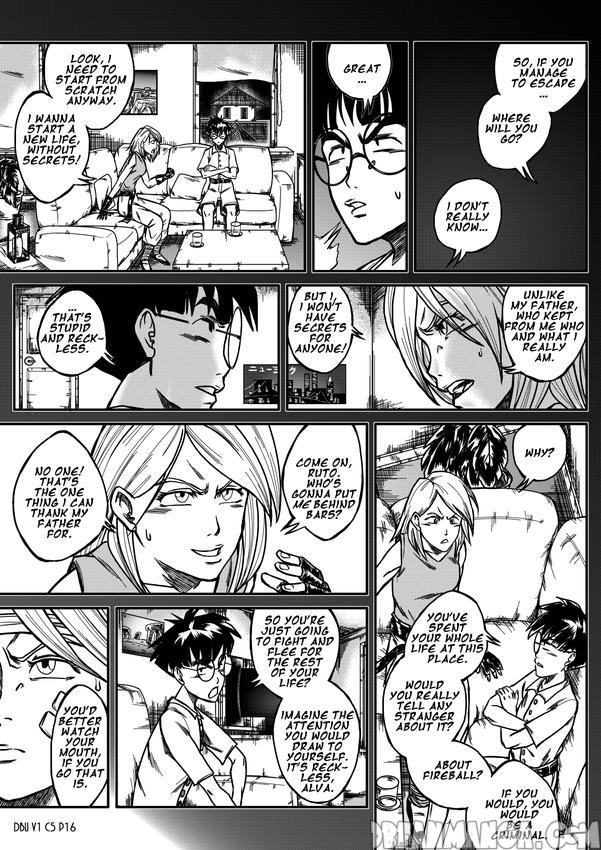 SO, IF YOU
MANAGE
TO ESCAPE
...
WHERE
WILL YOU
GO?
I DON'T
REALLY
KNOW...
GREAT
...
LOOK, I
NEED TO
START FROM
SCRATCH
ANYWAY.
I WANNA
START A
NEW LIFE,
WITHOUT
SECRETS!
UNLIKE
MY FATHER,
WHO KEPT
FROM ME WHO
AND WHAT I
REALLY
AM.
BUT I, I
WON'T
HAVE
SECRETS
FOR
ANYONE!
...
THAT'S
STUPID
AND RECK-
LESS.
WHY?
YOU'VE
SPENT
YOUR WHOLE
LIFE AT THIS
PLACE.
WOULD
YOU REALLY
TELL ANY
STRANGER
ABOUT IT?
ABOUT
FIREBALL?
IF YOU
WOULD, YOU
WOULD
BE A
CRIMINAL.
COME ON,
RUTO.
WHO'S
GONNA PUT
ME BEHIND
BARS?
NO ONE!
THAT'S
THE ONE
THING I CAN
THANK MY
FATHER
FOR.
SO YOU'RE
JUST GOING
TO FIGHT AND
FLEE FOR
THE REST
OF YOUR
LIFE?
IMAGINE THE
ATTENTION
YOU WOULD
DRAW TO
YOURSELF.
IT'S RECK-
LESS,
ALVA.
YOU'D
BETTER
WATCH
YOUR
MOUTH,
IF YOU
GO THAT
IS.
DBU V1 C5 P16
DREAMMANOR.COM